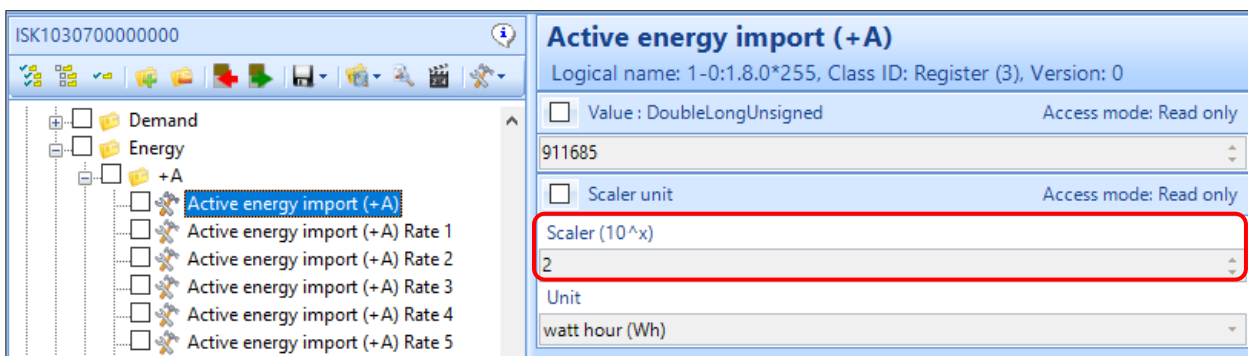 ISK1030700000000
Demand
Energy
+A
Active energy import (+A)
Active energy import (+A) Rate 1
Active energy import (+A) Rate 2
Active energy import (+A) Rate 3
Active energy import (+A) Rate 4
Active energy import (+A) Rate 5
Active energy import (+A)
Logical name: 1-0:1.8.0*255, Class ID: Register (3), Version: 0
Value : DoubleLongUnsigned Access mode: Read only
911685
Scaler unit Access mode: Read only
Scaler (10^x)
2
Unit
watt hour (Wh)